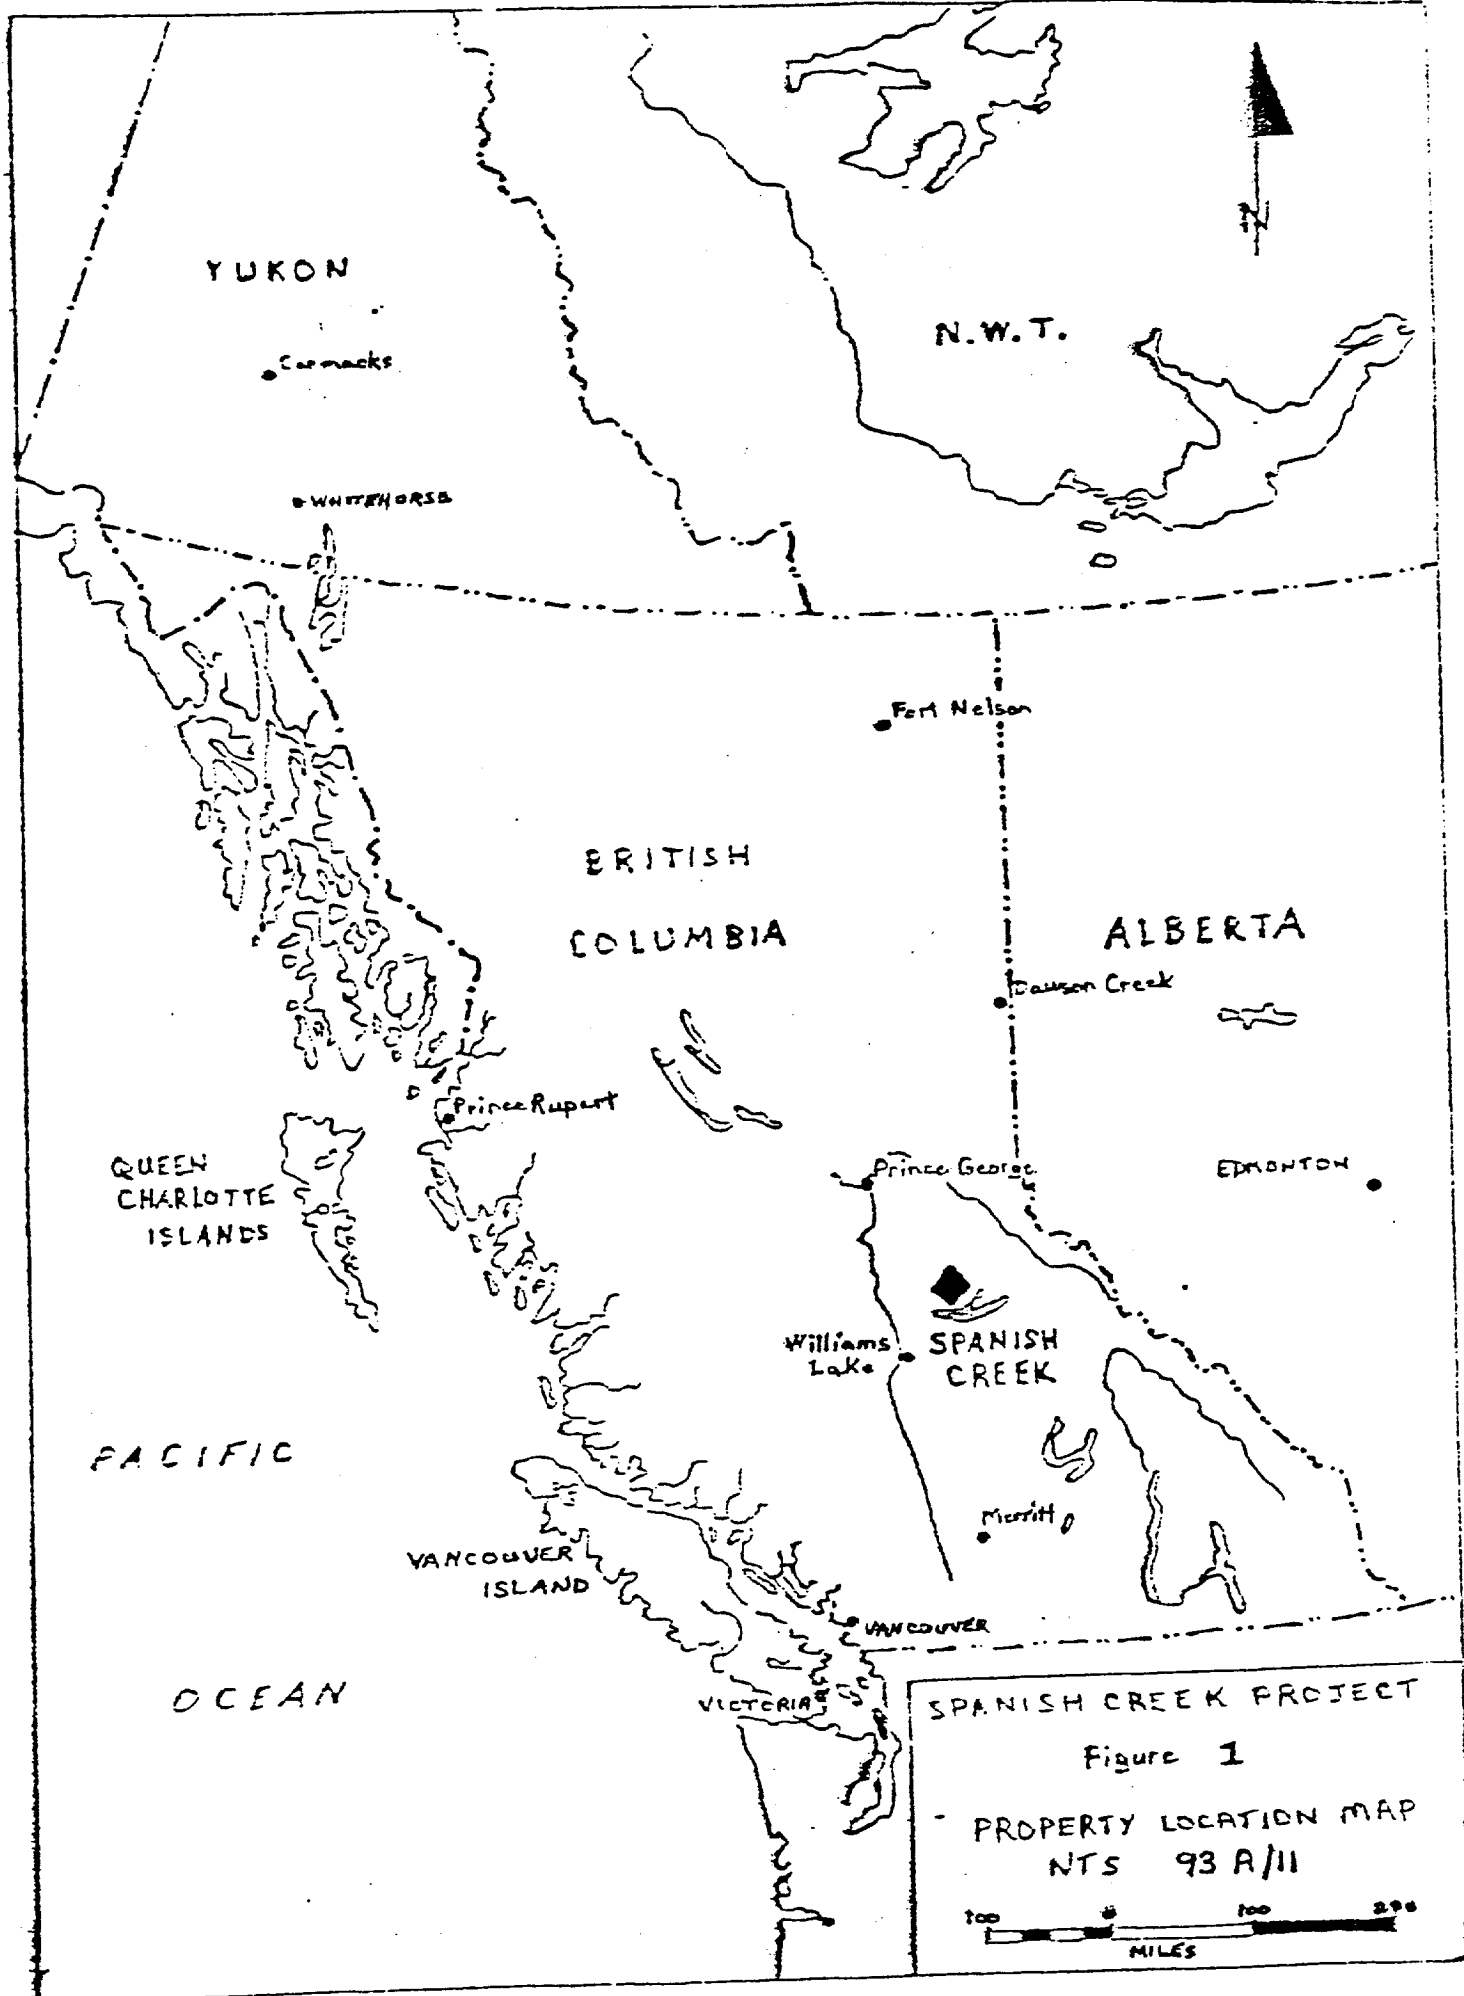 N
YUKON
N.W.T.
Carmacks
WHITEHORSE
Fort Nelson
BRITISH
COLUMBIA
ALBERTA
Dawson Creek
Prince Rupert
QUEEN
CHARLOTTE
ISLANDS
Prince George
EDMONTON
Williams
Lake
SPANISH
CREEK
PACIFIC
Merritt
VANCOUVER
ISLAND
VANCOUVER
OCEAN
VICTORIA
SPANISH CREEK PROJECT
Figure 1
PROPERTY LOCATION MAP
NTS 93 A/11
100 0 100 200
MILES